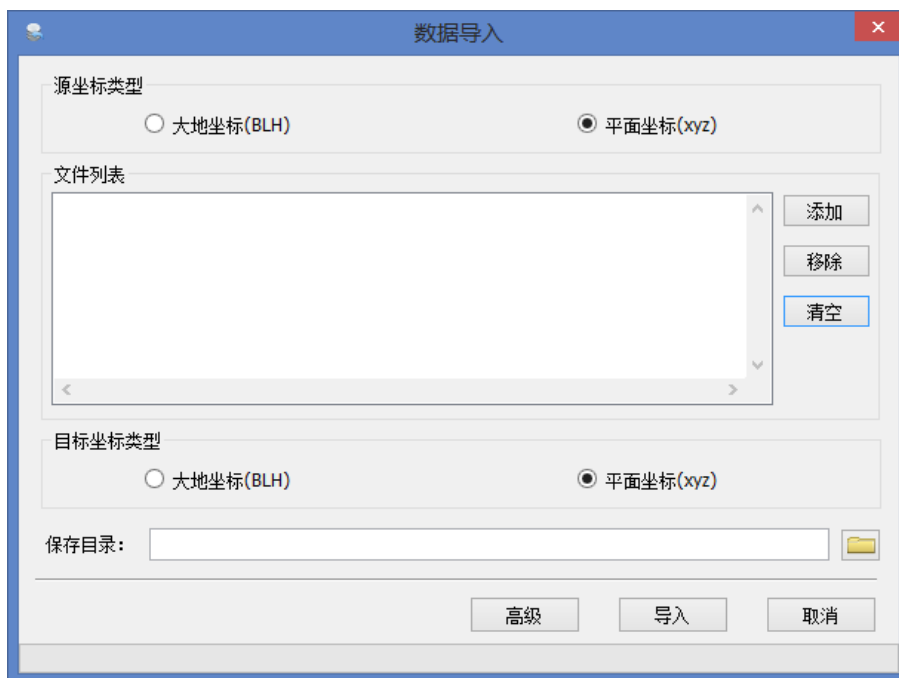 数据导入
源坐标类型
大地坐标(BLH) 平面坐标(xyz)
文件列表
添加
移除
清空
目标坐标类型
大地坐标(BLH) 平面坐标(xyz)
保存目录：
高级 导入 取消